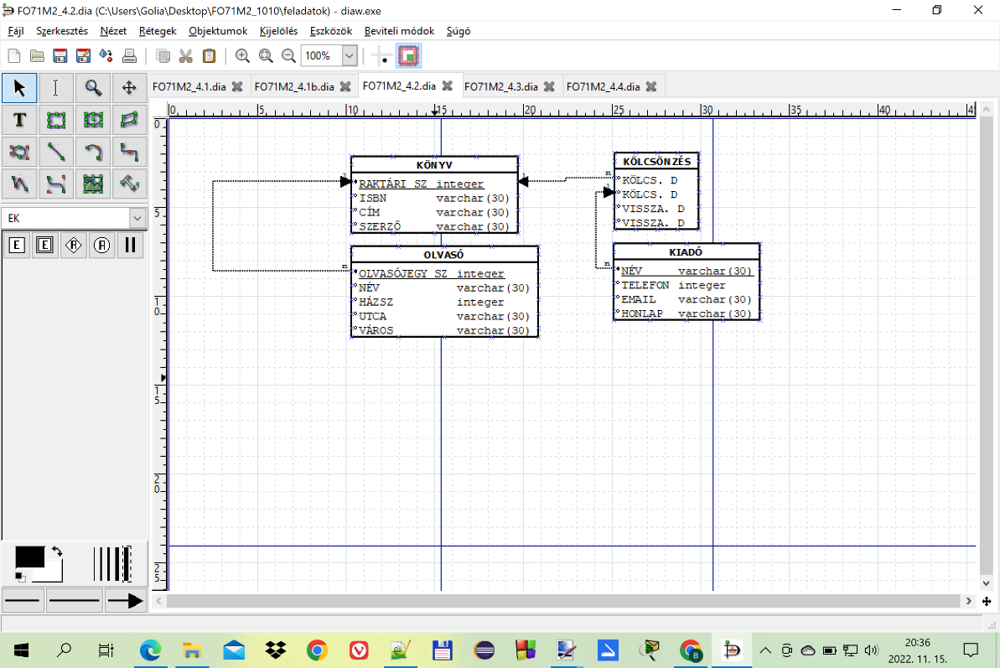 FO71M2_4.2.dia (C:\Users\Golia\Desktop\FO71M2_1010\feladatok) - diaw.exe
Fájl Szerkesztés Nézet Rétegek Objektumok Kijelölés Eszközök Beviteli módok Súgó
100%
FO71M2_4.1.dia FO71M2_4.1b.dia FO71M2_4.2.dia FO71M2_4.3.dia FO71M2_4.4.dia
0 5 10 15 20 25 30 35 40 45
T
EK
E E R A
0
5
10
15
20
25
KÖNYV
1 RAKTÁRI SZ integer 1
ISBN varchar(30)
CÍM varchar(30)
SZERZŐ varchar(30)
OLVASÓ
n OLVASÓJEGY SZ integer
NÉV varchar(30)
HÁZSZ integer
UTCA varchar(30)
VÁROS varchar(30)
KÖLCSÖNZÉS
n KÖLCS. D
1 KÖLCS. D
VISSZA. D
VISSZA. D
KIADÓ
n NÉV varchar(30)
TELEFON integer
EMAIL varchar(30)
HONLAP varchar(30)
B
20:36
2022. 11. 15.